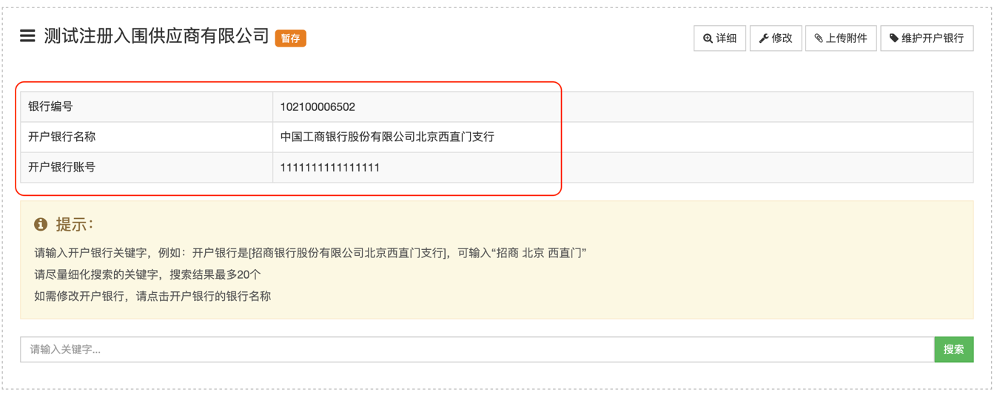 测试注册入围供应商有限公司 暂存 详细 修改 上传附件 维护开户银行
银行编号 102100006502
开户银行名称 中国工商银行股份有限公司北京西直门支行
开户银行账号 1111111111111111
提示：
请输入开户银行关键字，例如：开户银行是[招商银行股份有限公司北京西直门支行]，可输入“招商 北京 西直门”
请尽量细化搜索的关键字，搜索结果最多20个
如需修改开户银行，请点击开户银行的银行名称
请输入关键字... 搜索